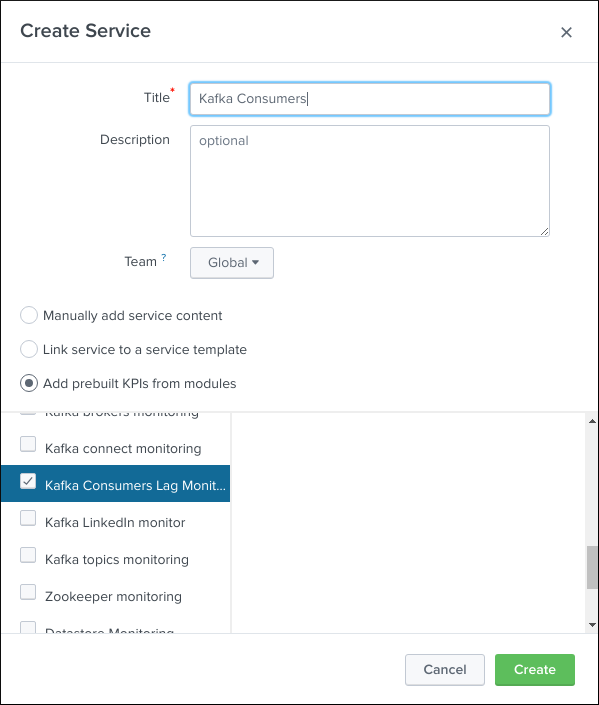 Create Service
Title*
Kafka Consumers
Description
optional
Team ?
Global
Manually add service content
Link service to a service template
Add prebuilt KPIs from modules
Kafka brokers monitoring
Kafka connect monitoring
Kafka Consumers Lag Monit...
Kafka LinkedIn monitor
Kafka topics monitoring
Zookeeper monitoring
Datastore Monitoring
Cancel
Create